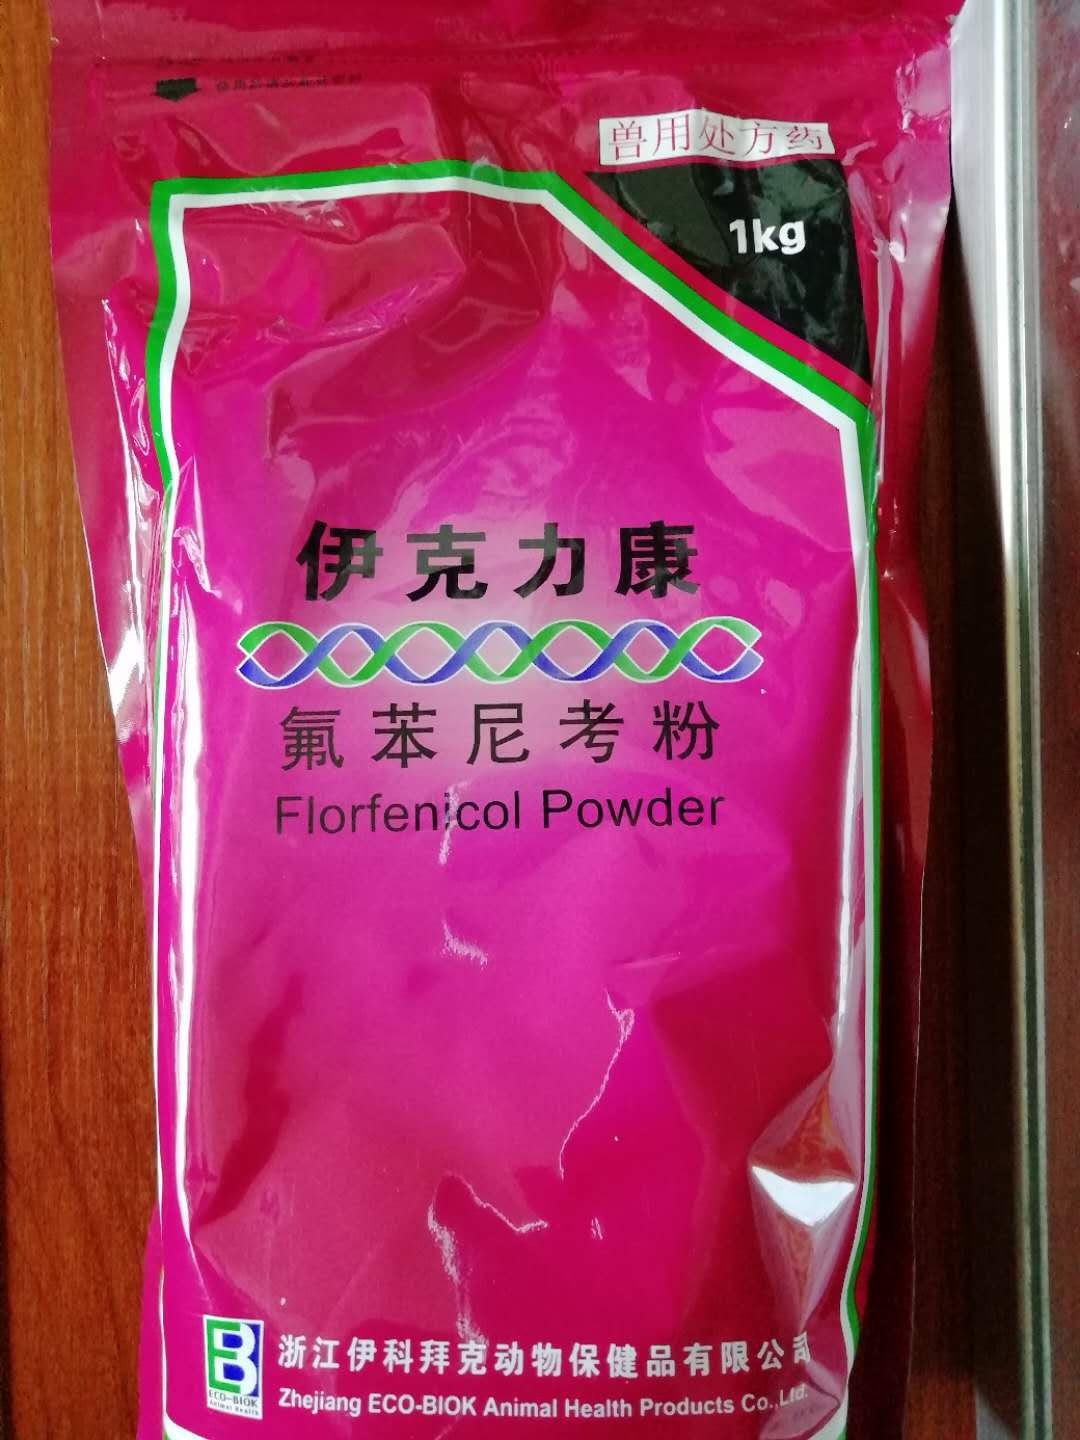 兽用处方药
1kg
伊克力康
氟苯尼考粉
Florfenicol Powder
浙江伊科拜克动物保健品有限公司
Zhejiang ECO-BIOK Animal Health Products Co.,Ltd.
ECO-BIOK
Animal Health